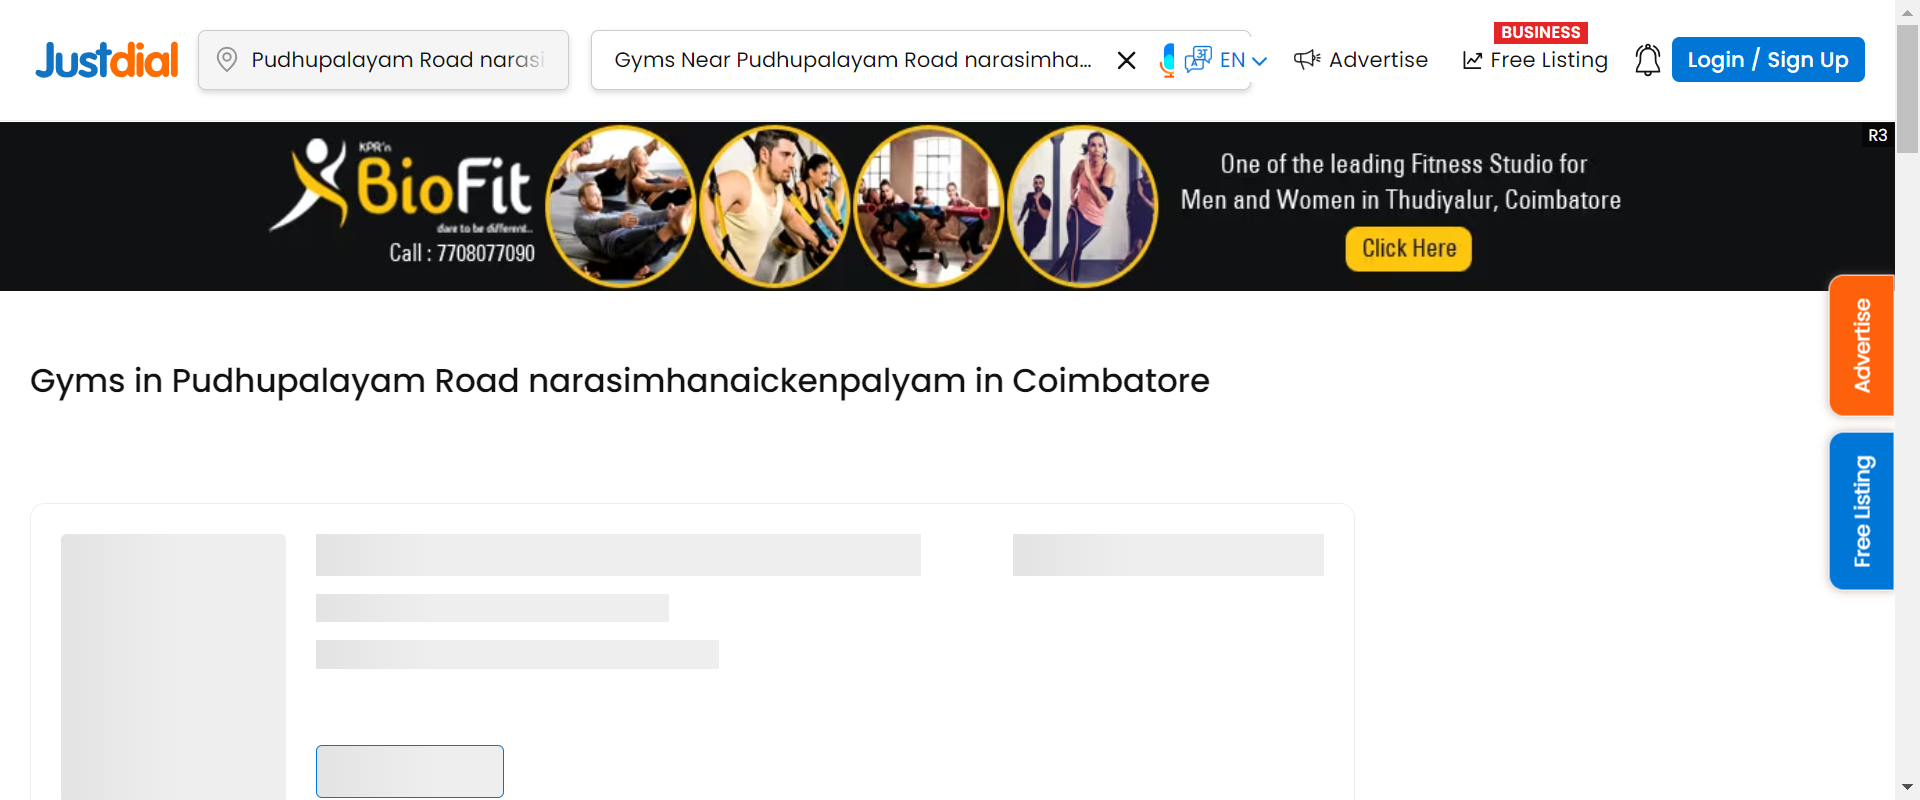 Justdial
Pudhupalayam Road narasi
Gyms Near Pudhupalayam Road narasimha...
EN
Advertise
BUSINESS
Free Listing
Login / Sign Up
R3
KPR'n
BioFit
dare to be different...
Call : 7708077090
One of the leading Fitness Studio for
Men and Women in Thudiyalur, Coimbatore
Click Here
Advertise
Free Listing
Gyms in Pudhupalayam Road narasimhanaickenpalyam in Coimbatore